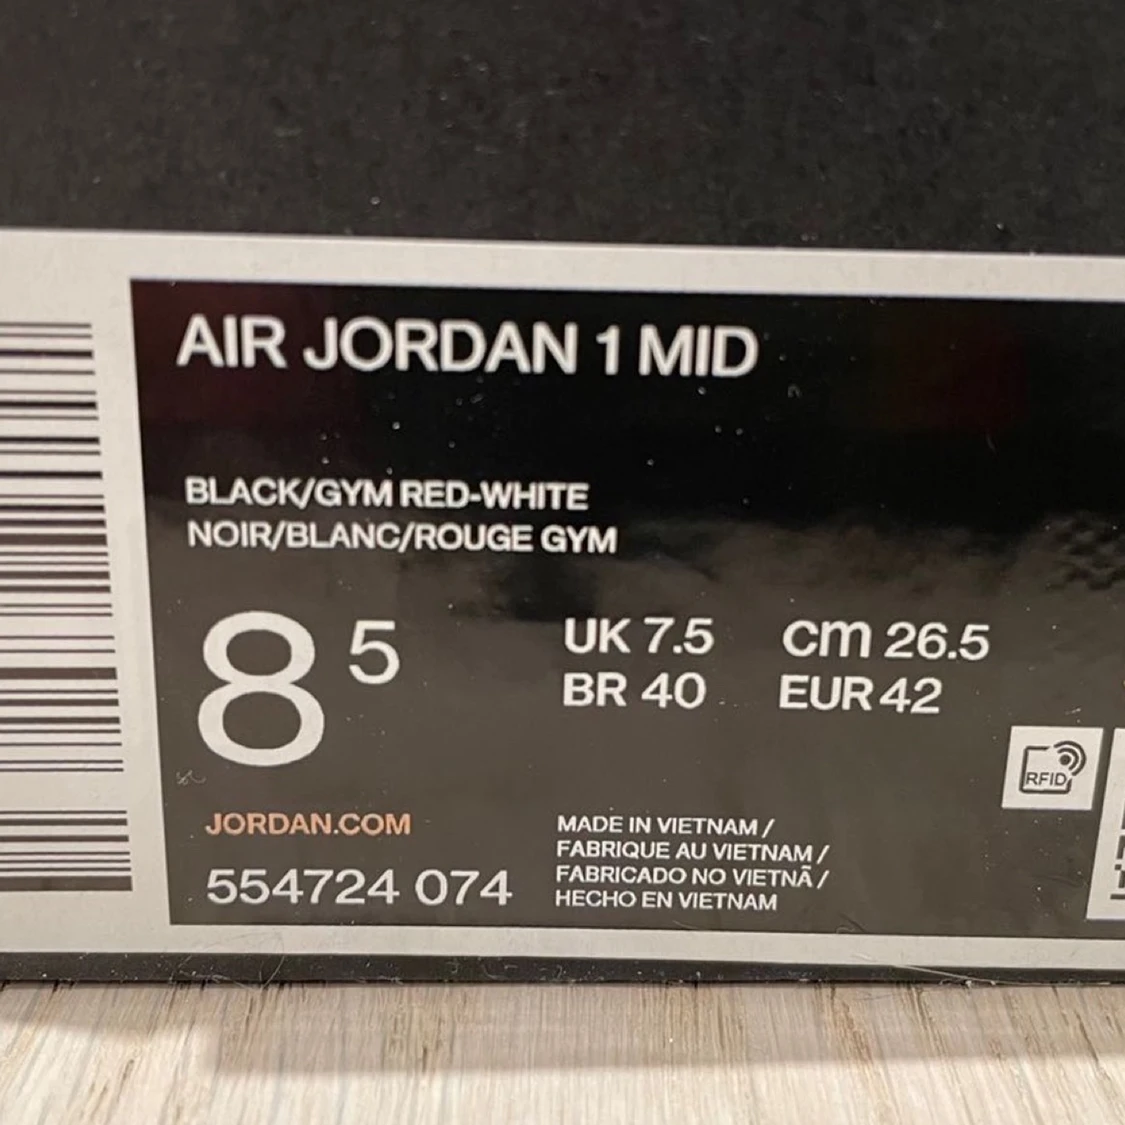 AIR JORDAN 1 MID
BLACK/GYM RED-WHITE
NOIR/BLANC/ROUGE GYM
8 5
UK 7.5 cm 26.5
BR 40 EUR 42
RFID
JORDAN.COM
554724 074
MADE IN VIETNAM /
FABRIQUE AU VIETNAM /
FABRICADO NO VIETNÃ /
HECHO EN VIETNAM